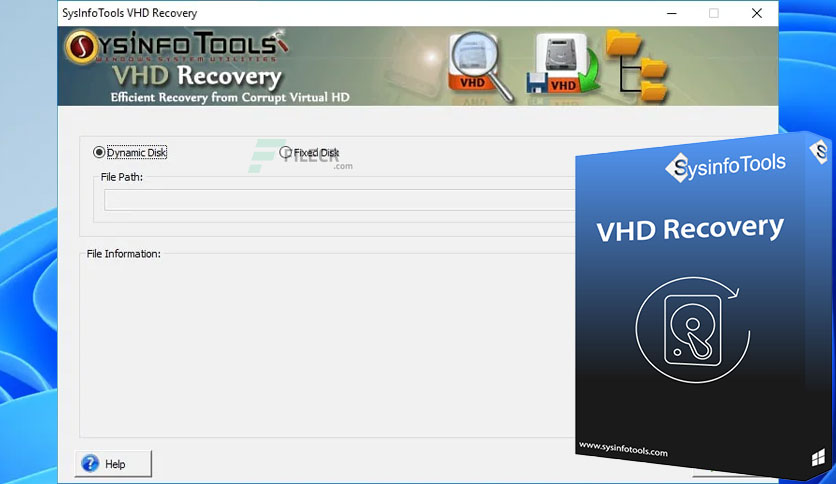 SysInfoTools VHD Recovery
SYSINFO TOOLS
WINDOWS SYSTEM UTILITIES
VHD Recovery
Efficient Recovery from Corrupt Virtual HD
VHD
VHD
Dynamic Disk
Fixed Disk
FILECR
.com
File Path:
File Information:
Help
SysinfoTools
S
VHD Recovery
www.sysinfotools.com